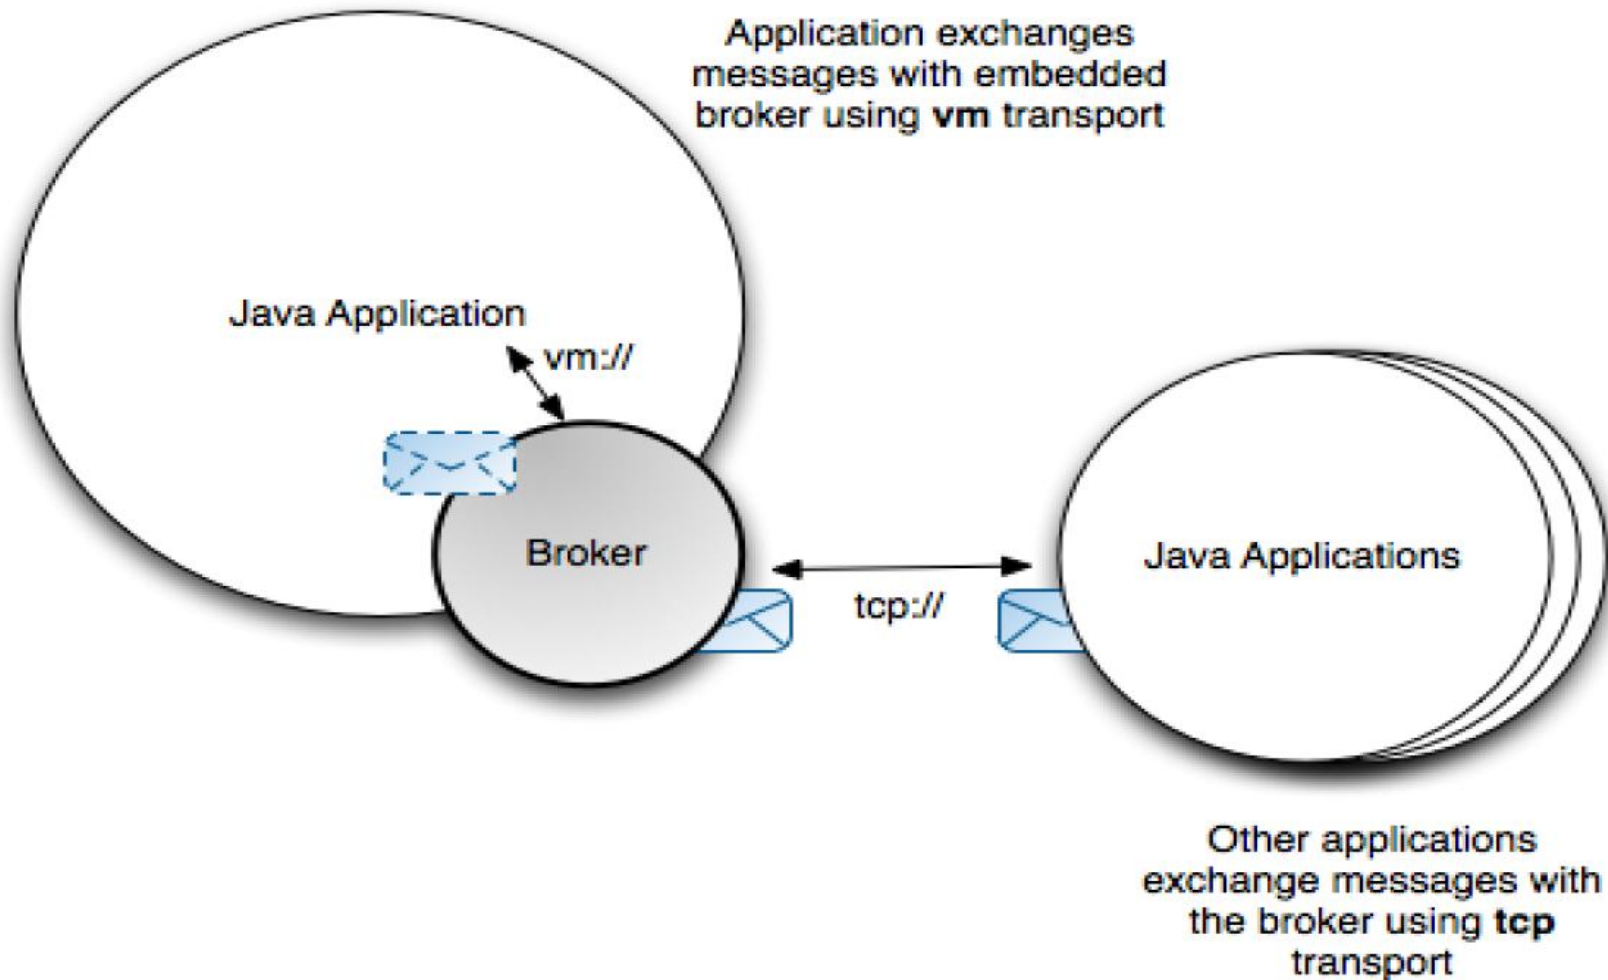 Application exchanges
messages with embedded
broker using vm transport
Java Application
vm://
Broker
tcp://
Java Applications
Other applications
exchange messages with
the broker using tcp
transport